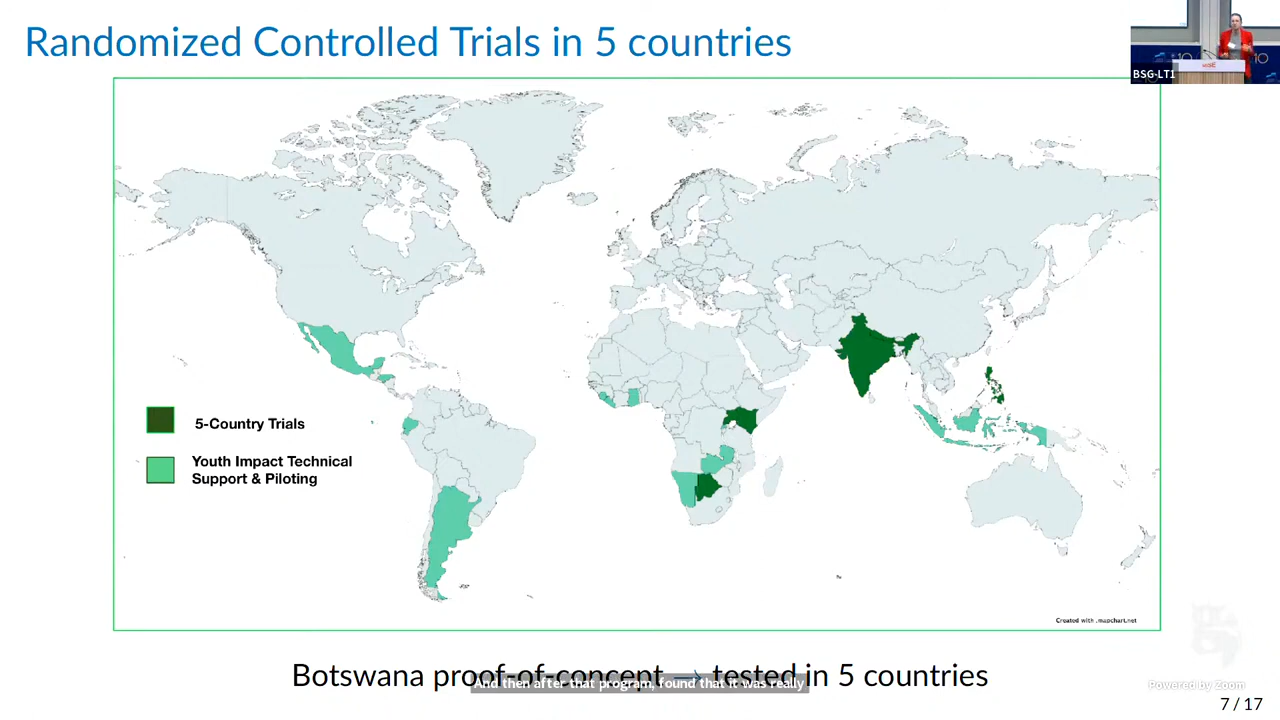 Randomized Controlled Trials in 5 countries
BSG-LT1
5-Country Trials
Youth Impact Technical
Support & Piloting
Created with mapchart.net
Botswana proof-of-concept → tested in 5 countries
And then after that program, found that it was really
Powered by Zoom
7 / 17